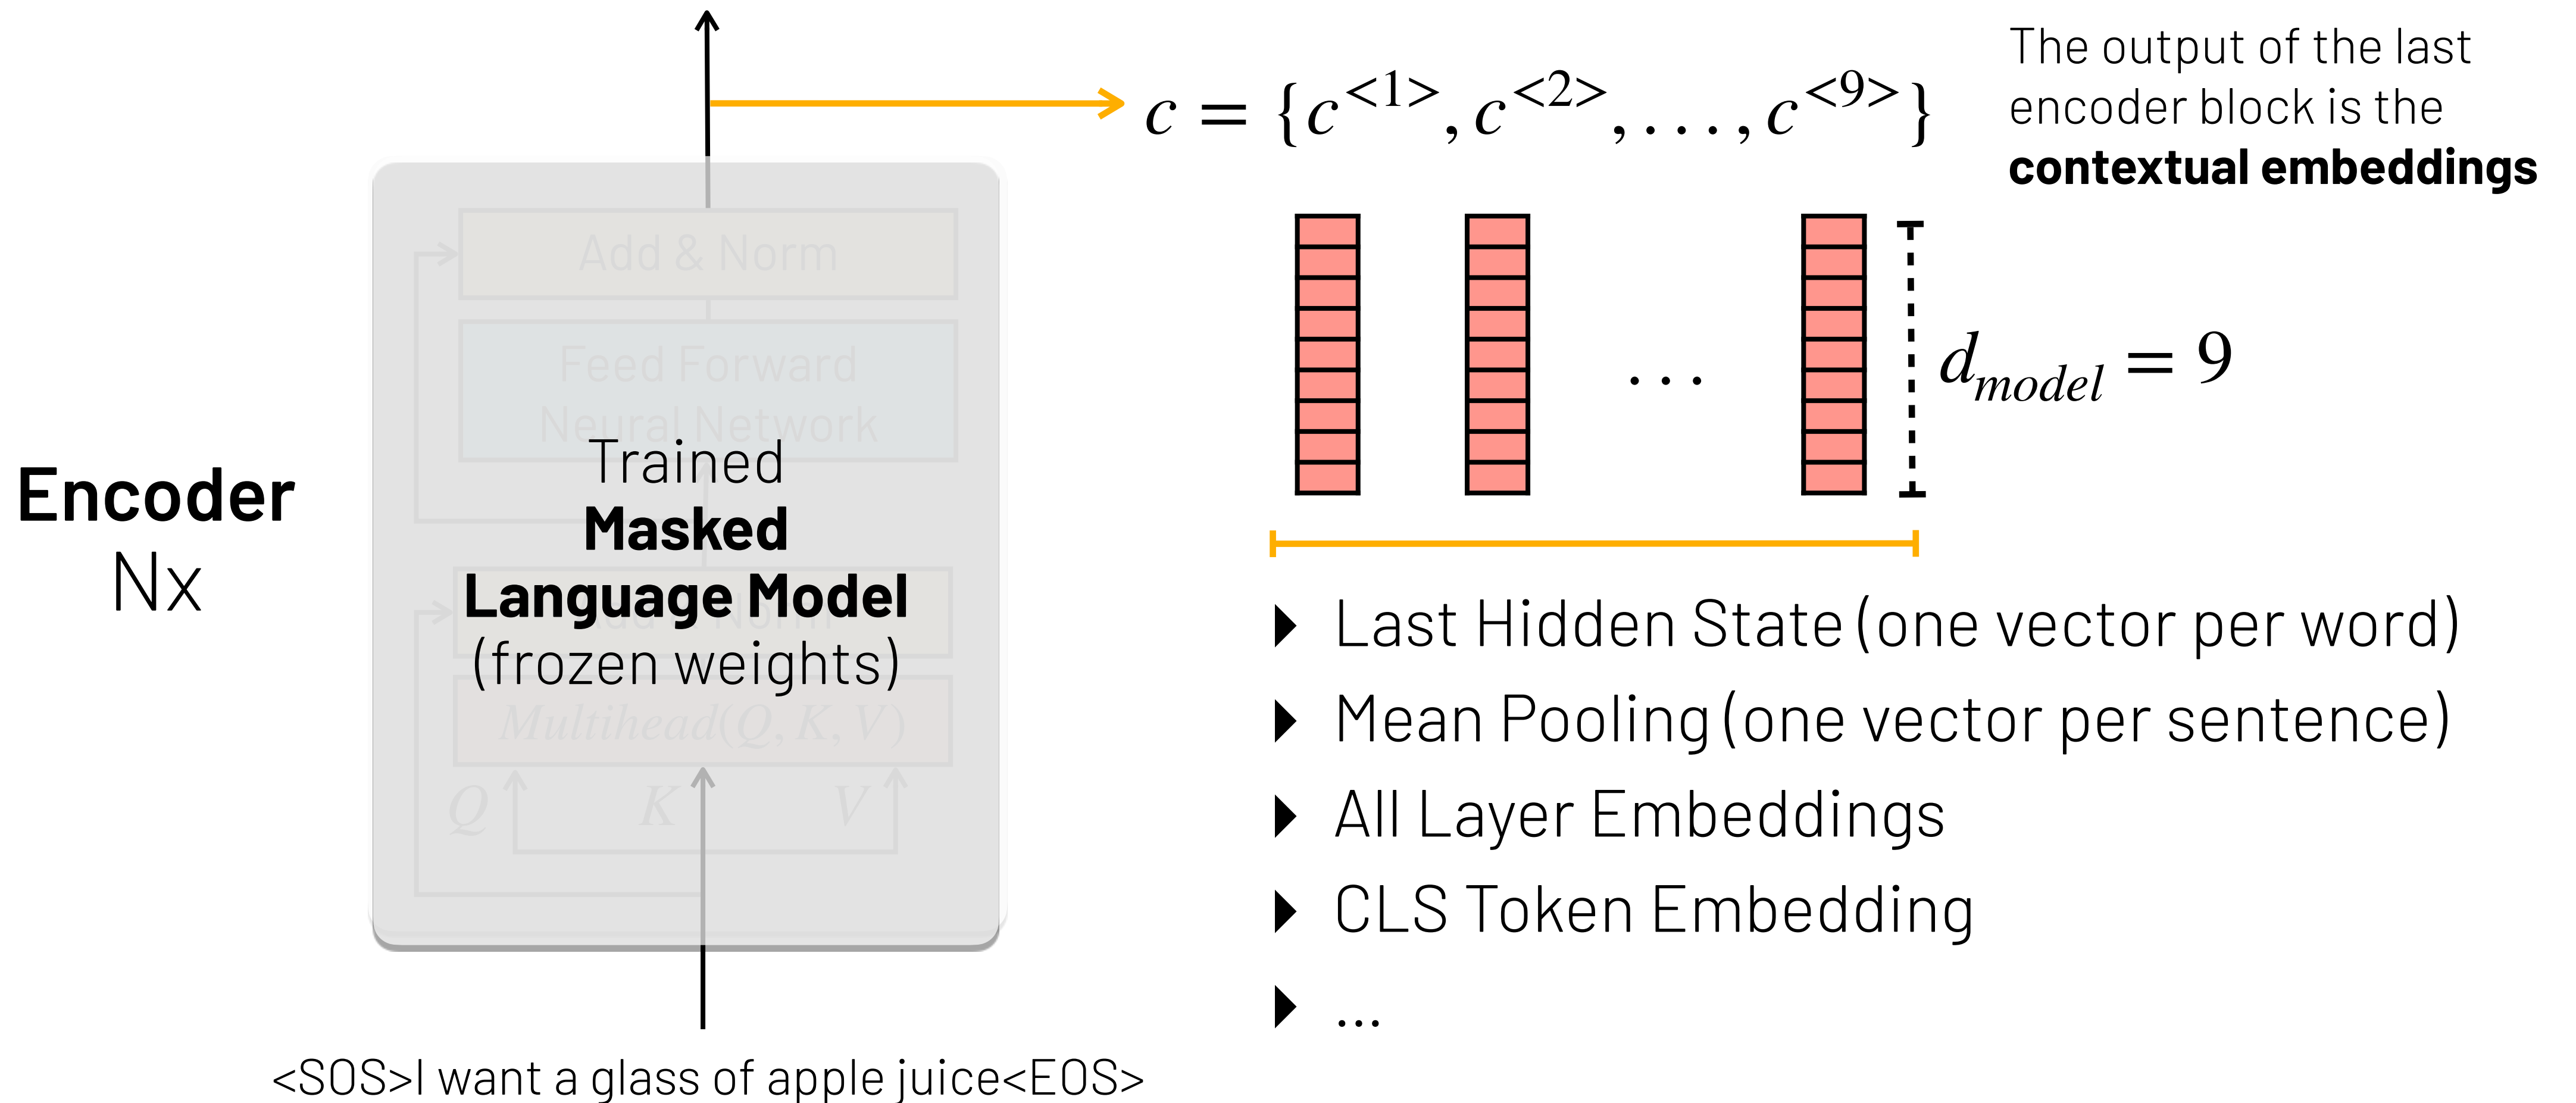 The output of the last
encoder block is the
contextual embeddings
c = {c^{<1>}, c^{<2>}, . . . , c^{<9>}}
Add & Norm
Feed Forward
Neural Network
. . .
d_{model} = 9
Encoder
Nx
Trained
Masked
Language Model
(frozen weights)
Multihead(Q, K, V)
Q K V
<SOS>I want a glass of apple juice<EOS>
Last Hidden State (one vector per word)
Mean Pooling (one vector per sentence)
All Layer Embeddings
CLS Token Embedding
...